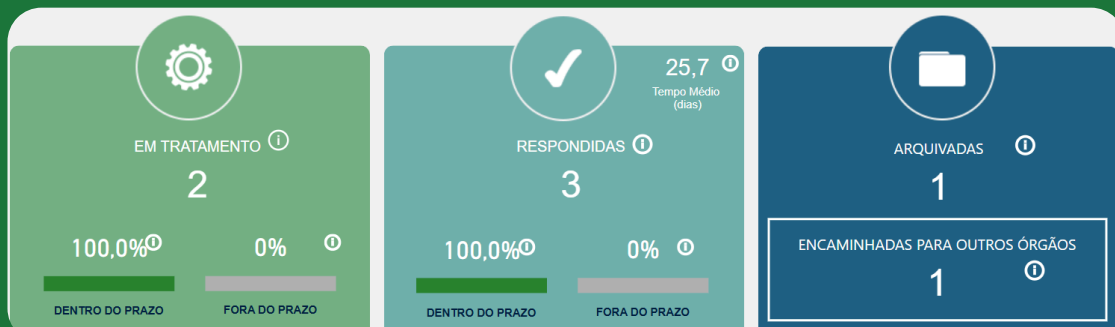 EM TRATAMENTO
2
100,0%
0%
DENTRO DO PRAZO
FORA DO PRAZO
25,7
Tempo Médio
(dias)
RESPONDIDAS
3
100,0%
0%
DENTRO DO PRAZO
FORA DO PRAZO
ARQUIVADAS
1
ENCAMINHADAS PARA OUTROS ÓRGÃOS
1